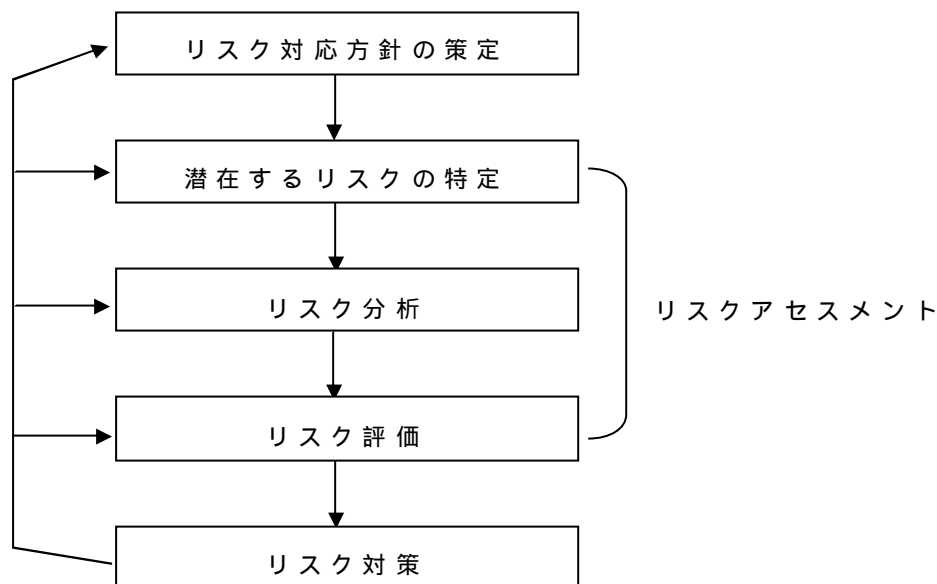 リスク対応方針の策定
潜在するリスクの特定
リスク分析
リスクアセスメント
リスク評価
リスク対策